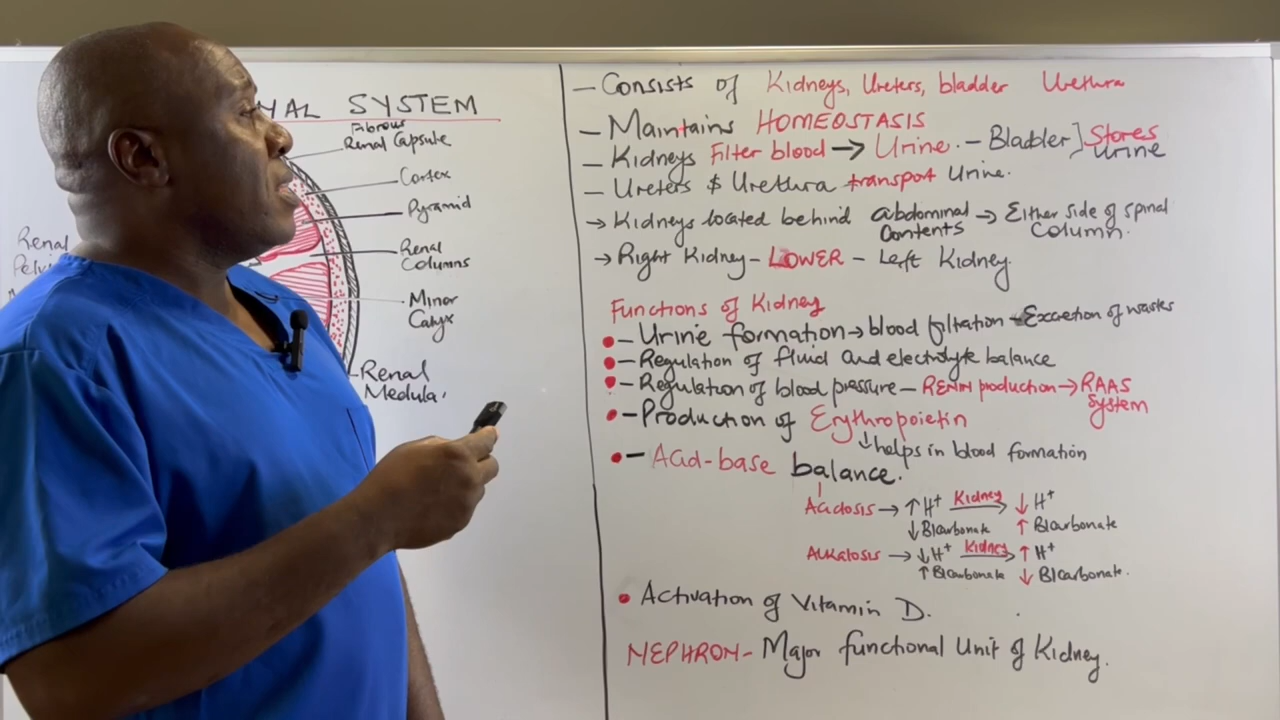 SYSTEM
Fibrous
Renal Capsule
Cortex
Pyramid
Renal
Columns
Renal
Minor
Calyx
Renal
Medulla
— Consists of Kidneys, Ureters, bladder Urethra
— Maintains HOMEOSTASIS
— Kidneys Filter blood → Urine. — Bladder] Stores
urine
— Ureters & Urethra transport Urine.
→ Kidneys located behind abdominal → Either side of spinal
contents Column.
→ Right Kidney - LOWER - Left Kidney.
Functions of Kidney
• — Urine formation → blood filtration → Excretion of wastes
• — Regulation of fluid and electrolyte balance
• — Regulation of blood pressure — RENIN production → RAAS
System
• — Production of Erythropoietin
↓ helps in blood formation
• — Acid-base balance.
Acidosis → ↑ H⁺ Kidney → ↓ H⁺
↓ Bicarbonate ↑ Bicarbonate
Alkalosis → ↓ H⁺ Kidney → ↑ H⁺
↑ Bicarbonate ↓ Bicarbonate.
• Activation of Vitamin D.
NEPHRON - Major functional Unit of Kidney.